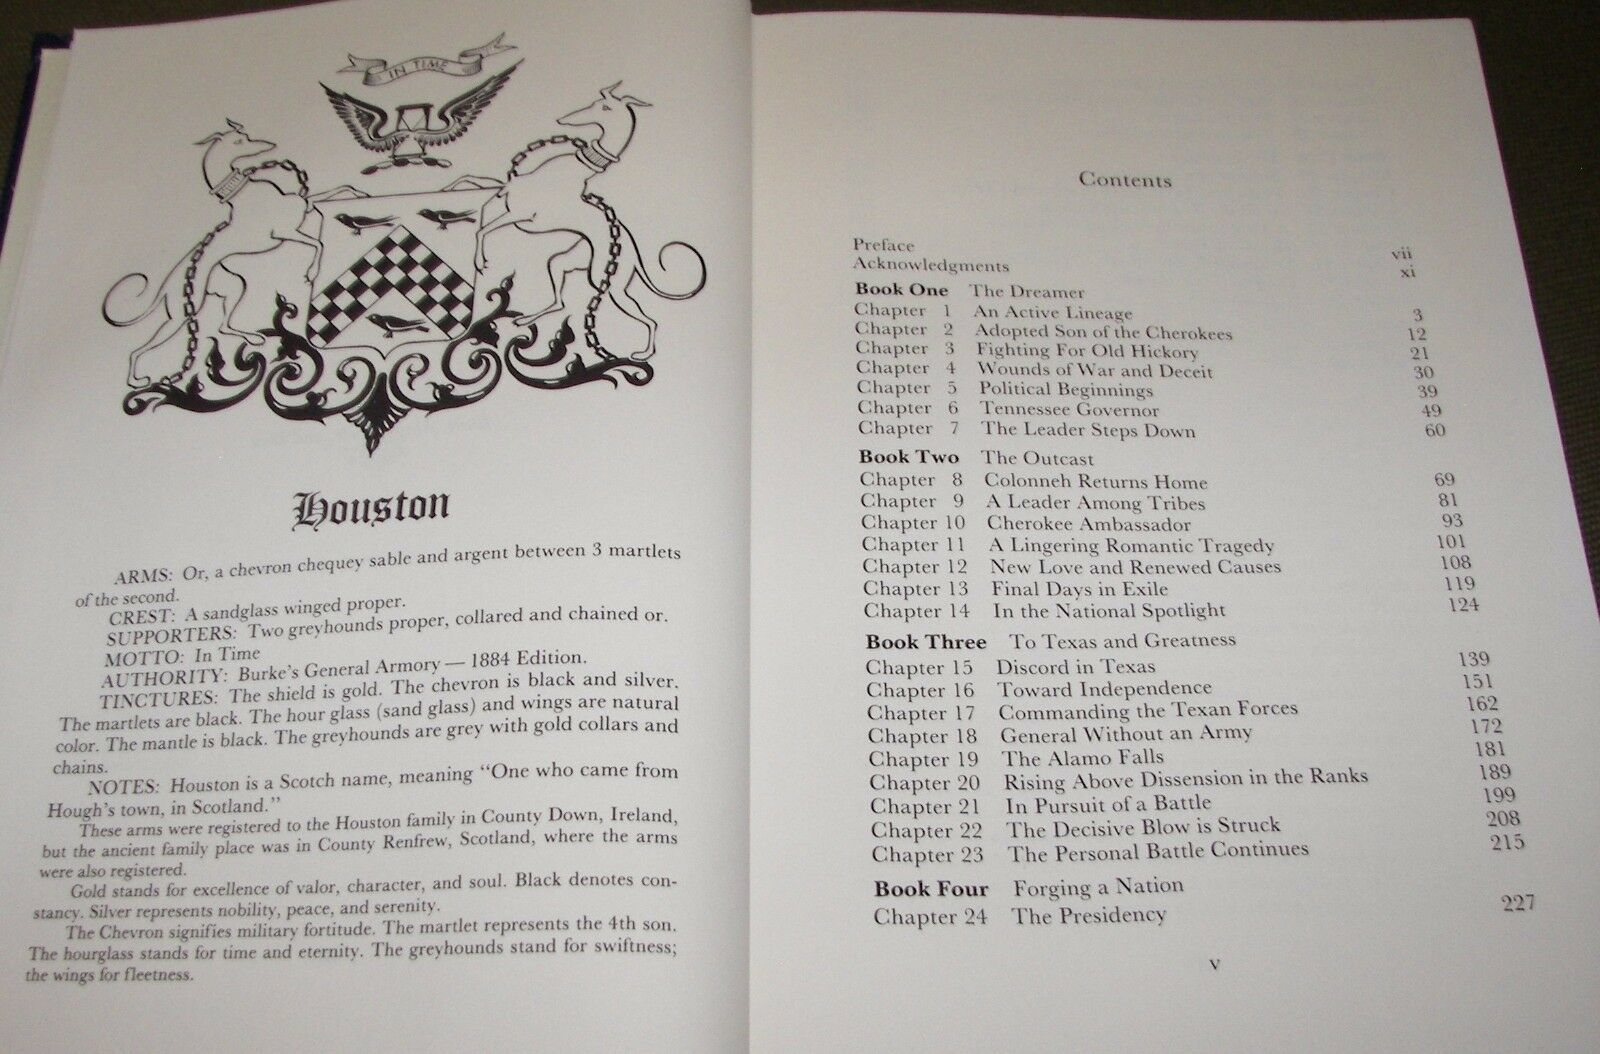 IN TIME
Houston
ARMS: Or, a chevron chequey sable and argent between 3 martlets
of the second.
CREST: A sandglass winged proper.
SUPPORTERS: Two greyhounds proper, collared and chained or.
MOTTO: In Time
AUTHORITY: Burke's General Armory — 1884 Edition.
TINCTURES: The shield is gold. The chevron is black and silver.
The martlets are black. The hour glass (sand glass) and wings are natural
color. The mantle is black. The greyhounds are grey with gold collars and
chains.
NOTES: Houston is a Scotch name, meaning "One who came from
Hough's town, in Scotland."
These arms were registered to the Houston family in County Down, Ireland,
but the ancient family place was in County Renfrew, Scotland, where the arms
were also registered.
Gold stands for excellence of valor, character, and soul. Black denotes con-
stancy. Silver represents nobility, peace, and serenity.
The Chevron signifies military fortitude. The martlet represents the 4th son.
The hourglass stands for time and eternity. The greyhounds stand for swiftness;
the wings for fleetness.
Contents
Preface vii
Acknowledgments xi
Book One The Dreamer
Chapter 1 An Active Lineage 3
Chapter 2 Adopted Son of the Cherokees 12
Chapter 3 Fighting For Old Hickory 21
Chapter 4 Wounds of War and Deceit 30
Chapter 5 Political Beginnings 39
Chapter 6 Tennessee Governor 49
Chapter 7 The Leader Steps Down 60
Book Two The Outcast
Chapter 8 Colonneh Returns Home 69
Chapter 9 A Leader Among Tribes 81
Chapter 10 Cherokee Ambassador 93
Chapter 11 A Lingering Romantic Tragedy 101
Chapter 12 New Love and Renewed Causes 108
Chapter 13 Final Days in Exile 119
Chapter 14 In the National Spotlight 124
Book Three To Texas and Greatness
Chapter 15 Discord in Texas 139
Chapter 16 Toward Independence 151
Chapter 17 Commanding the Texan Forces 162
Chapter 18 General Without an Army 172
Chapter 19 The Alamo Falls 181
Chapter 20 Rising Above Dissension in the Ranks 189
Chapter 21 In Pursuit of a Battle 199
Chapter 22 The Decisive Blow is Struck 208
Chapter 23 The Personal Battle Continues 215
Book Four Forging a Nation
Chapter 24 The Presidency 227
v